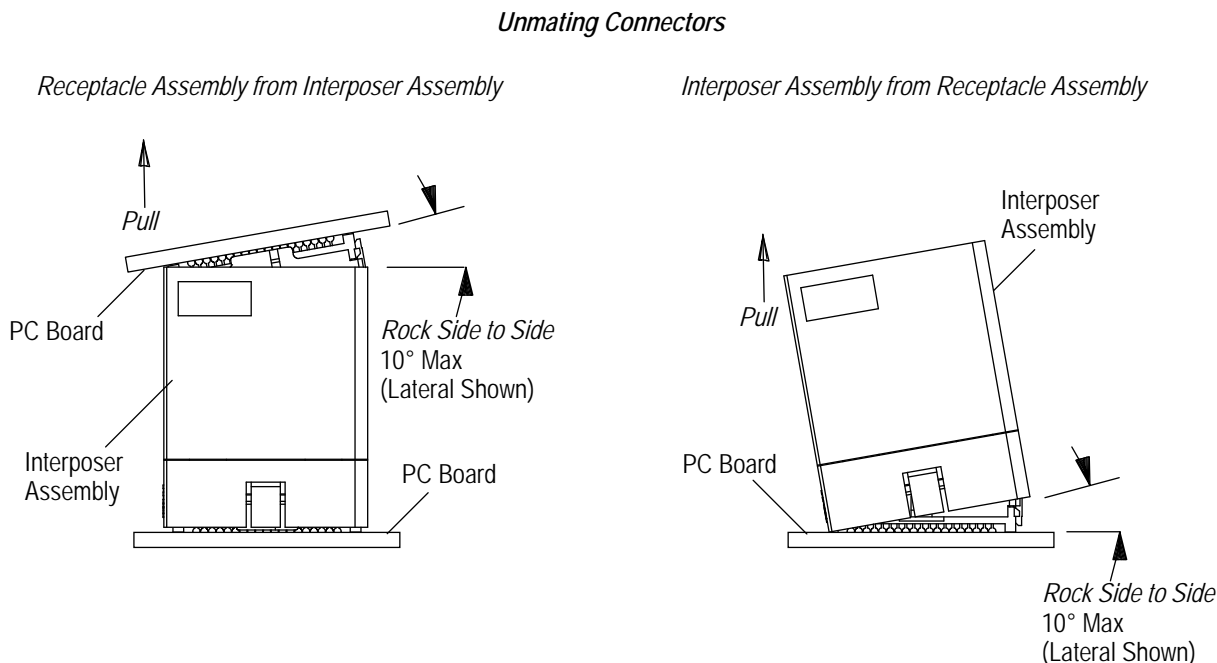 Unmating Connectors
Receptacle Assembly from Interposer Assembly
Pull
PC Board
Rock Side to Side
10° Max
(Lateral Shown)
Interposer
Assembly
PC Board
Interposer Assembly from Receptacle Assembly
Interposer
Assembly
Pull
PC Board
Rock Side to Side
10° Max
(Lateral Shown)